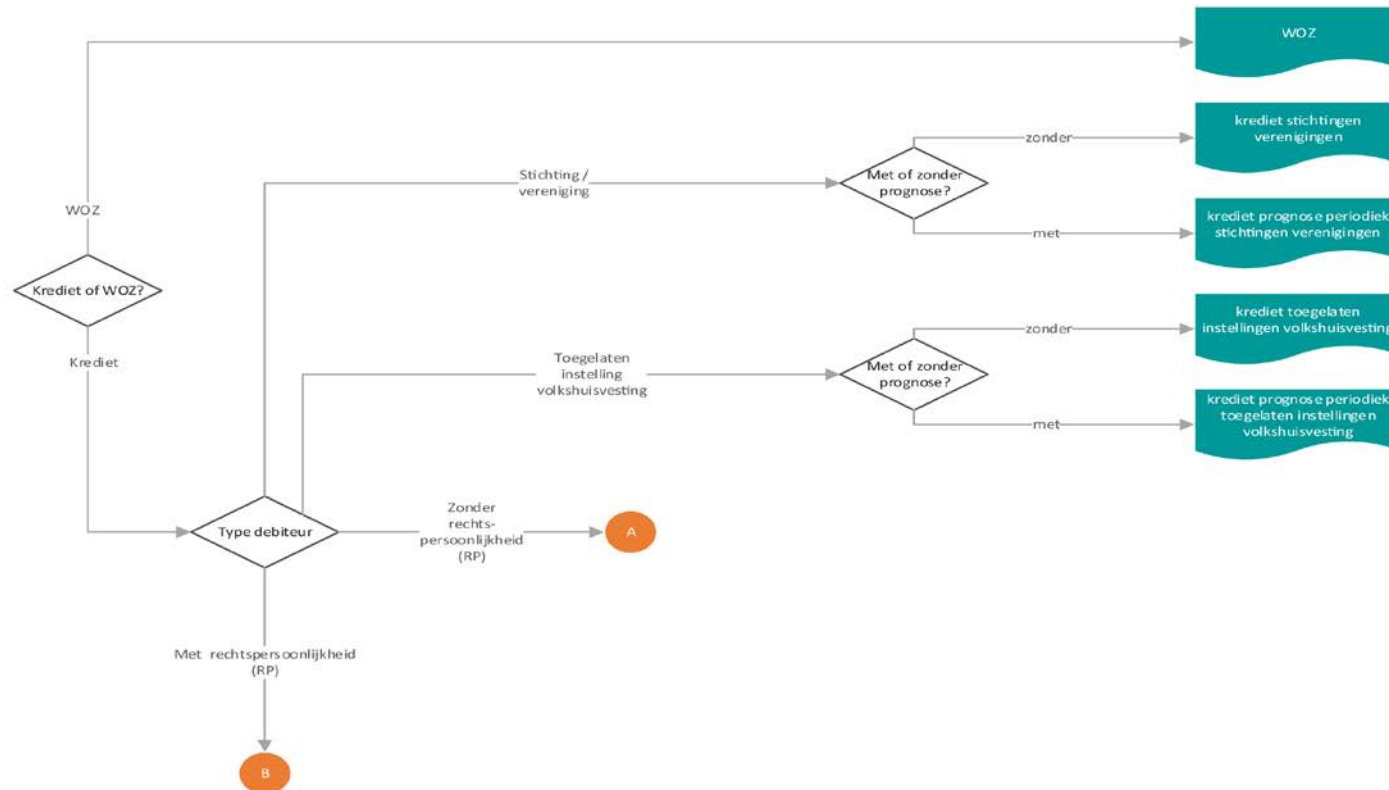 WOZ
krediet stichtingen
verenigingen
zonder
Stichting /
vereniging
Met of zonder
prognose?
WOZ
met
krediet prognose periodiek
stichtingen verenigingen
Krediet of WOZ?
krediet toegelaten
instellingen volkshuisvesting
zonder
Krediet
Toegelaten
instelling
volkshuisvesting
Met of zonder
prognose?
met
krediet prognose periodiek
toegelaten instellingen
volkshuisvesting
Type debiteur
Zonder
rechts-
persoonlijkheid
(RP)
A
Met rechtspersoonlijkheid
(RP)
B